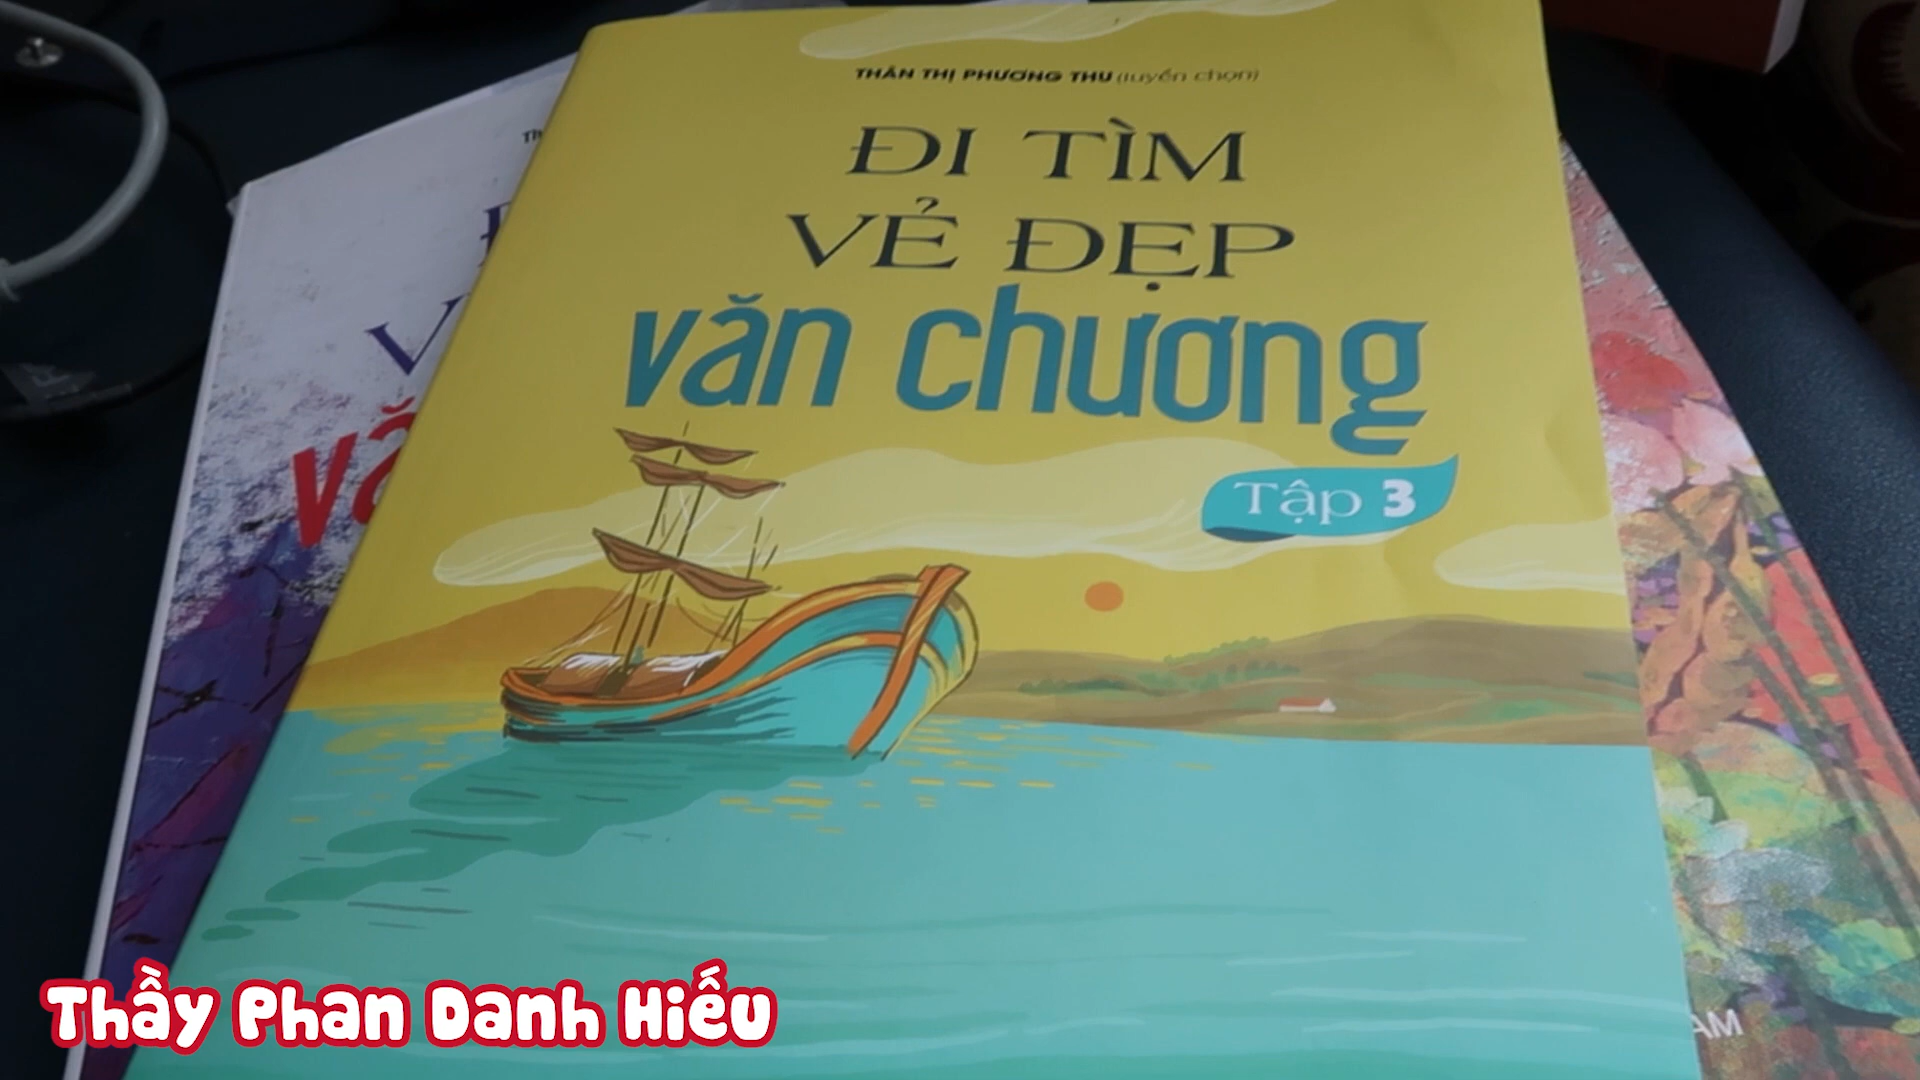 THÂN THỊ PHƯƠNG THU (tuyển chọn)
ĐI TÌM
VẺ ĐẸP
văn chương
Tập 3
Thầy Phan Danh Hiếu